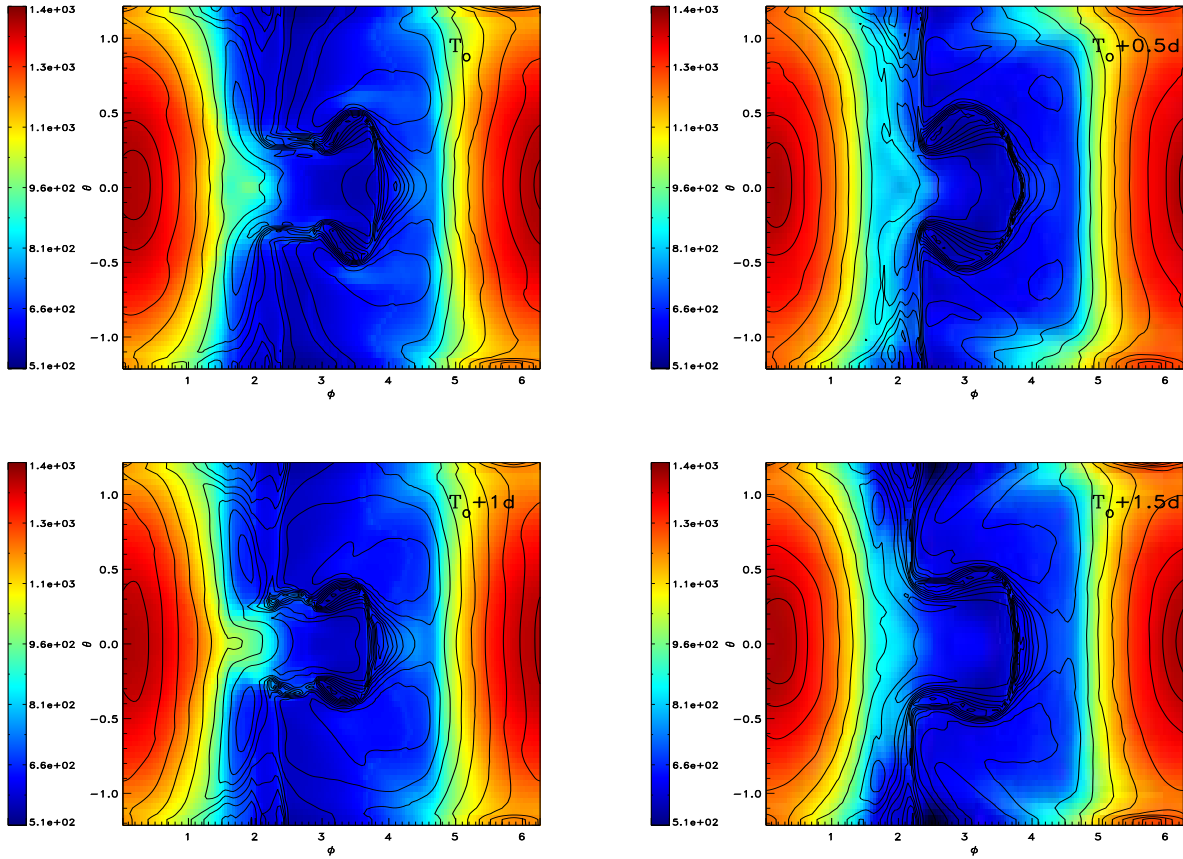 1.4e+03
1.3e+03
1.1e+03
9.6e+02
8.1e+02
6.6e+02
5.1e+02
θ
1.0
0.5
0.0
-0.5
-1.0
1 2 3 4 5 6
φ
To
1.4e+03
1.3e+03
1.1e+03
9.6e+02
8.1e+02
6.6e+02
5.1e+02
θ
1.0
0.5
0.0
-0.5
-1.0
1 2 3 4 5 6
φ
To+0.5d
1.4e+03
1.3e+03
1.1e+03
9.6e+02
8.1e+02
6.6e+02
5.1e+02
θ
1.0
0.5
0.0
-0.5
-1.0
1 2 3 4 5 6
φ
To+1d
1.4e+03
1.3e+03
1.1e+03
9.6e+02
8.1e+02
6.6e+02
5.1e+02
θ
1.0
0.5
0.0
-0.5
-1.0
1 2 3 4 5 6
φ
To+1.5d